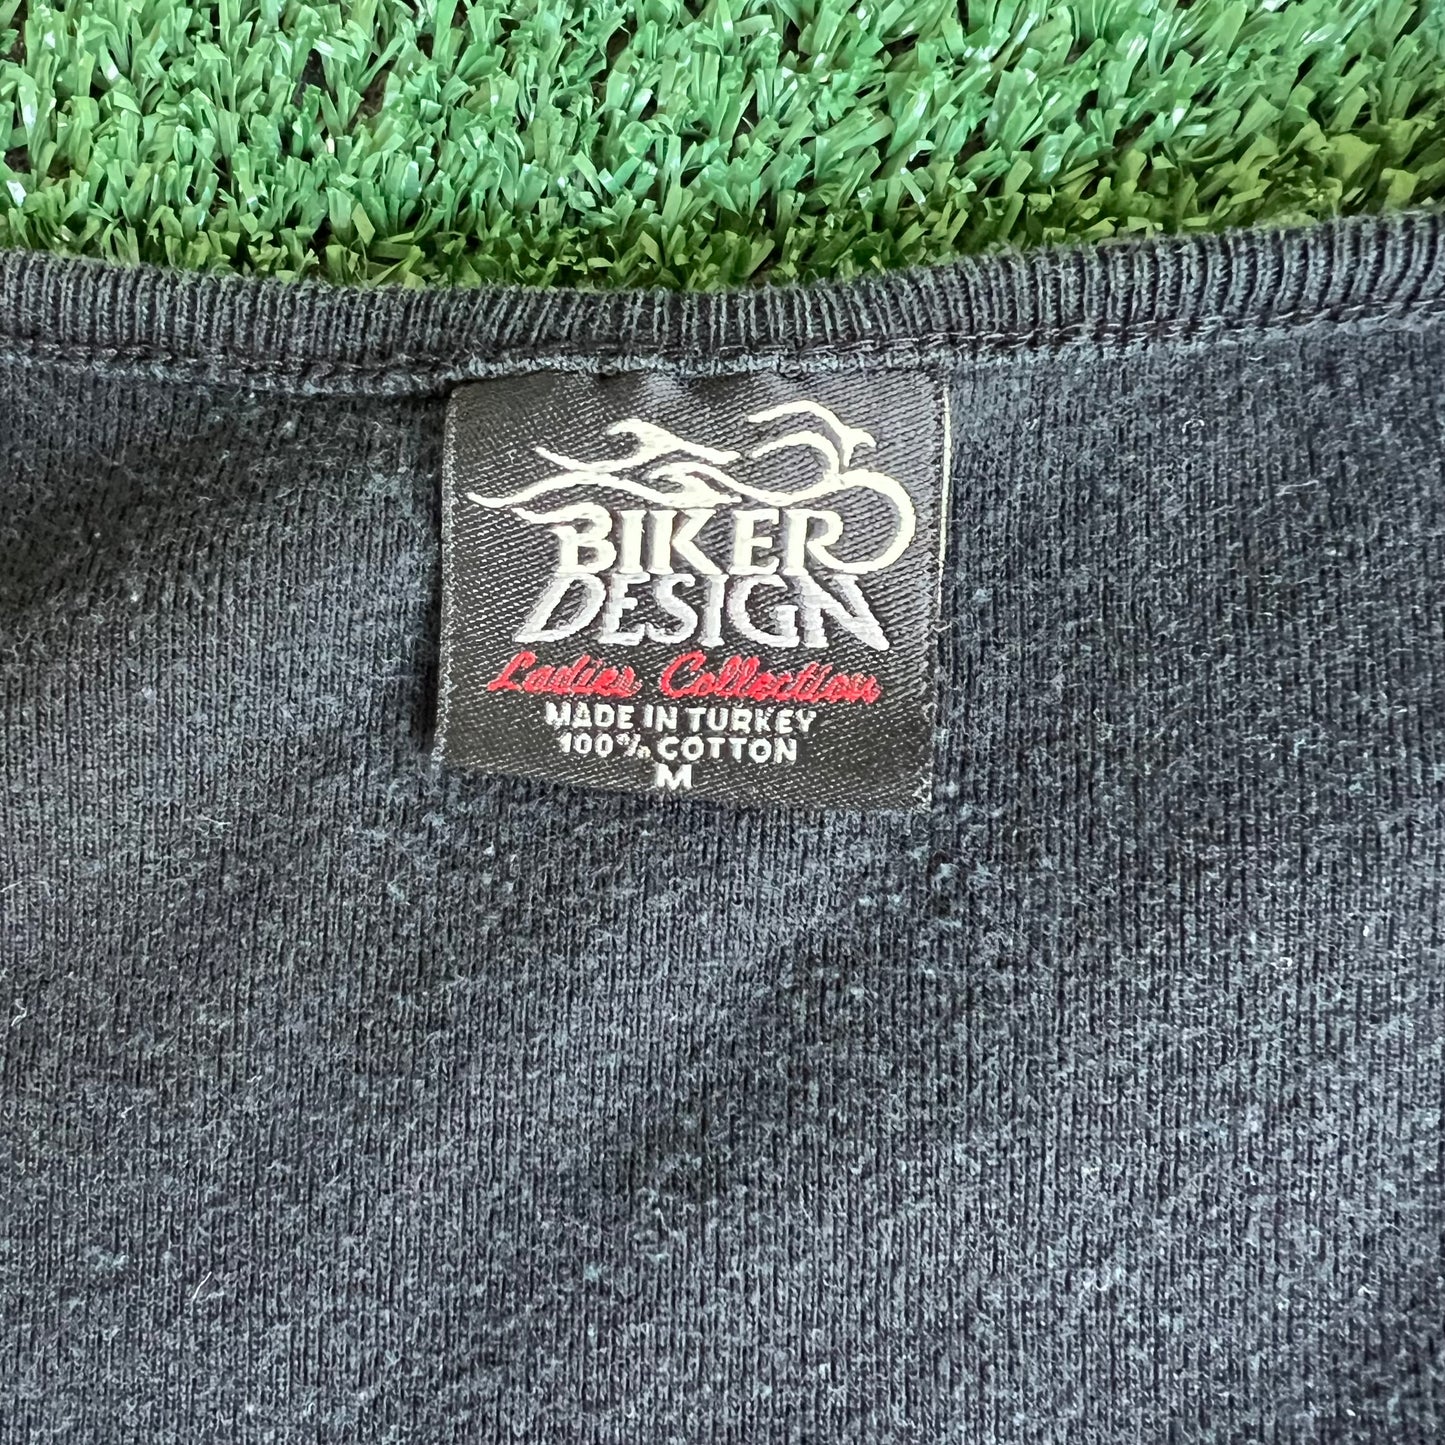 BIKER
DESIGN
Ladies Collection
MADE IN TURKEY
100% COTTON
M